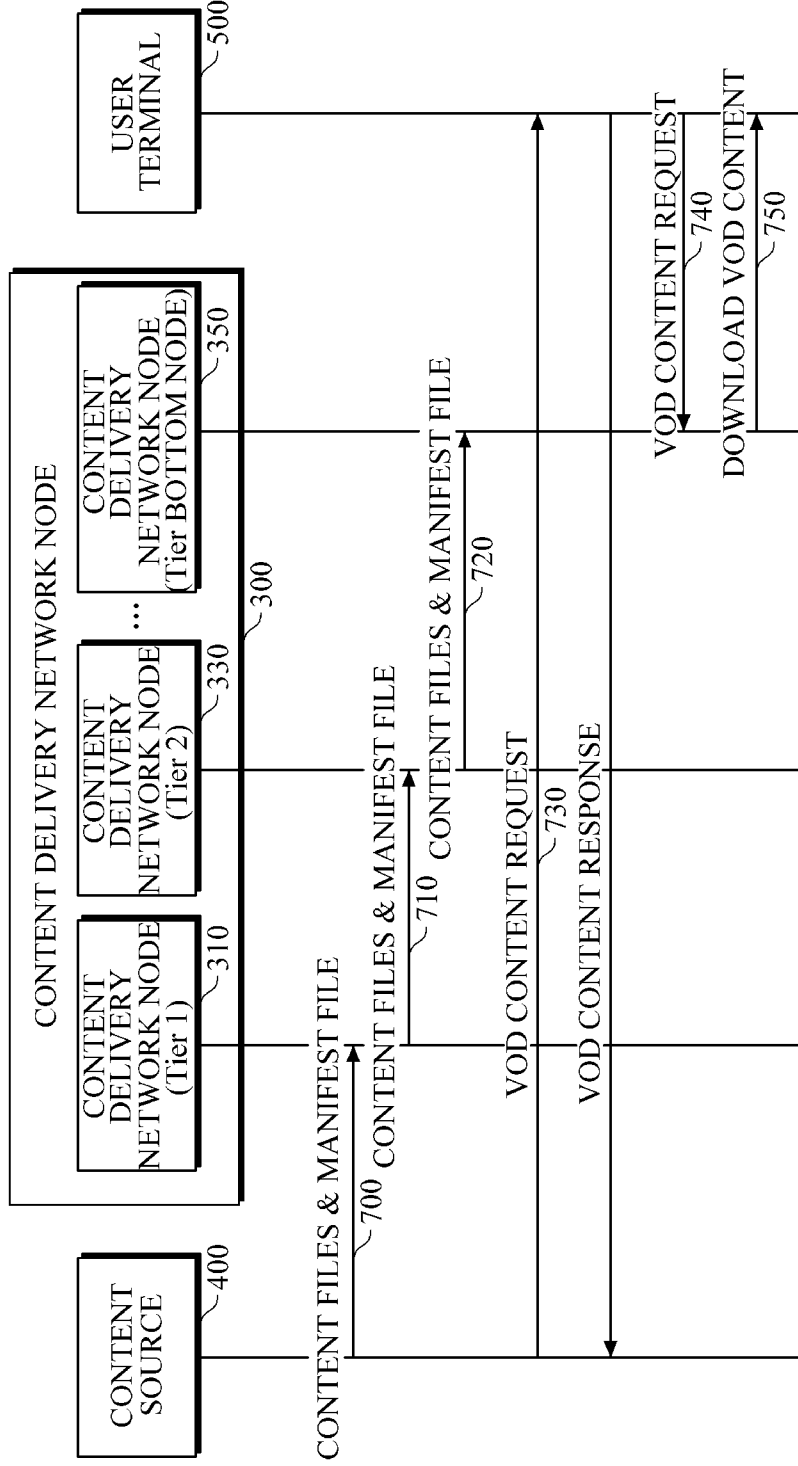 CONTENT DELIVERY NETWORK NODE
CONTENT
SOURCE
400
CONTENT
DELIVERY
NETWORK NODE
(Tier 1)
310
CONTENT
DELIVERY
NETWORK NODE
(Tier 2)
330
...
CONTENT
DELIVERY
NETWORK NODE
(Tier BOTTOM NODE)
350
300
USER
TERMINAL
500
CONTENT FILES & MANIFEST FILE
700
CONTENT FILES & MANIFEST FILE
710
CONTENT FILES & MANIFEST FILE
720
VOD CONTENT REQUEST
730
VOD CONTENT RESPONSE
VOD CONTENT REQUEST
740
DOWNLOAD VOD CONTENT
750